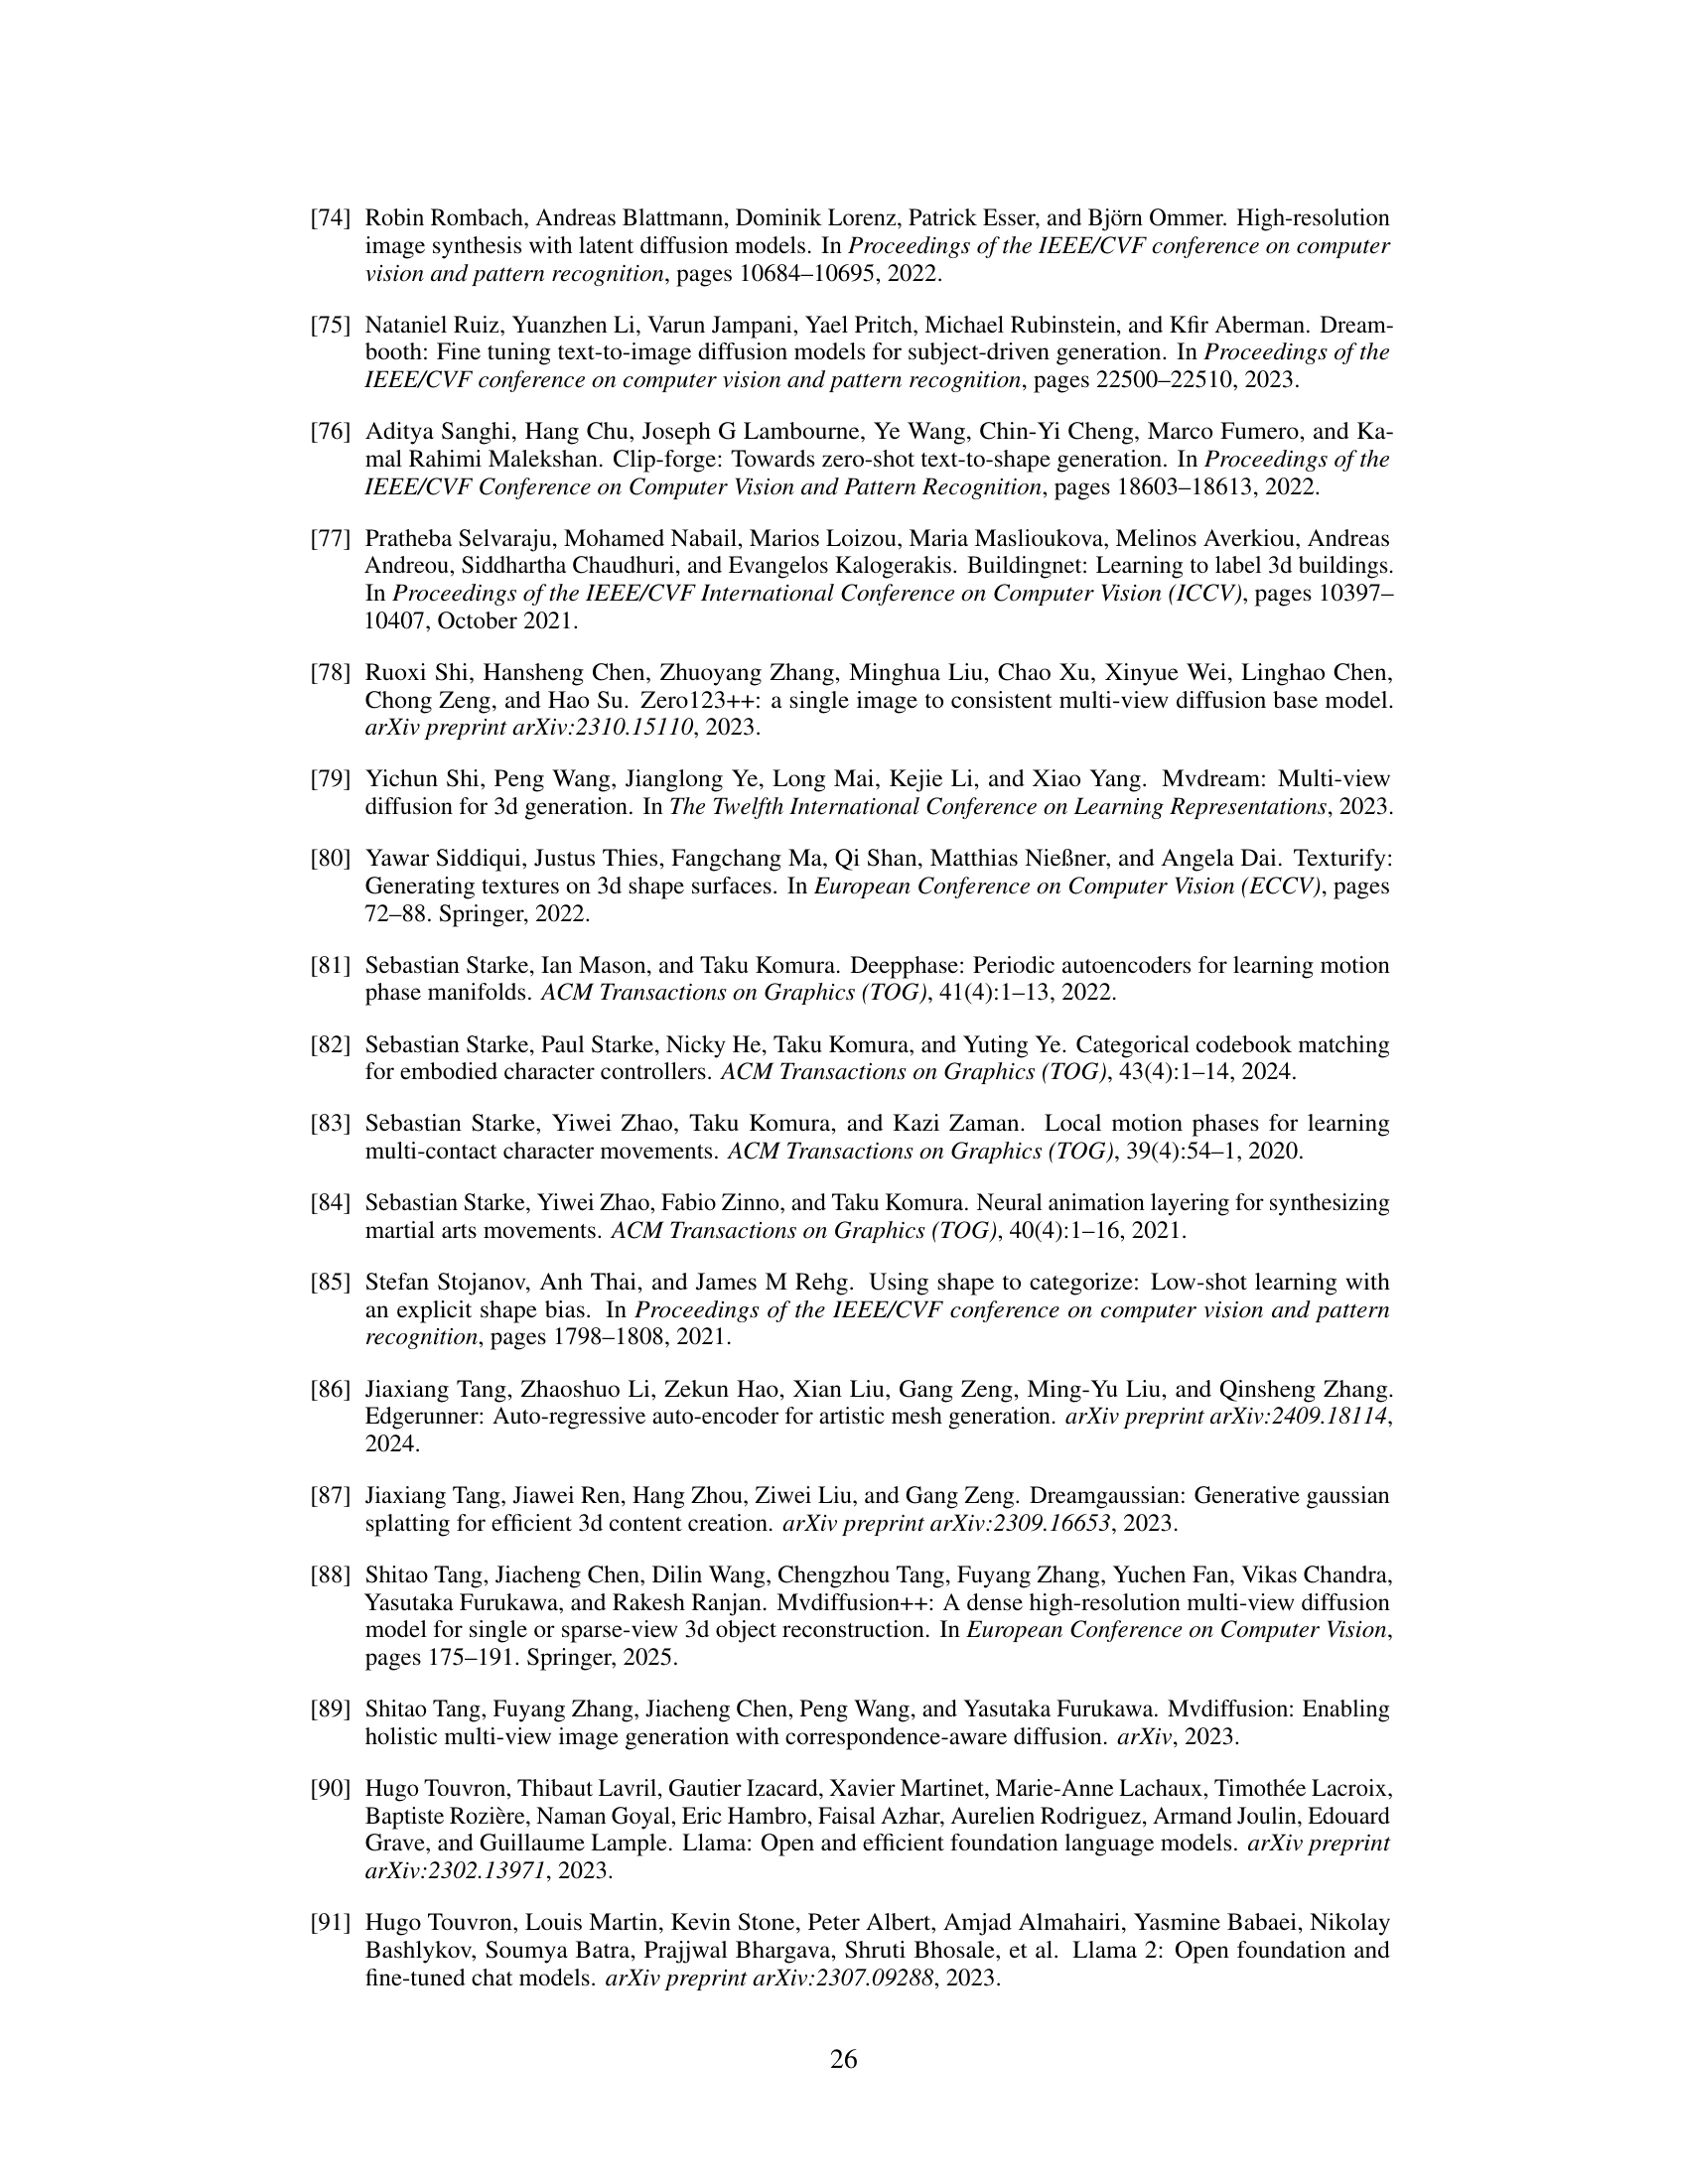 [74] Robin Rombach, Andreas Blattmann, Dominik Lorenz, Patrick Esser, and Björn Ommer. High-resolution
image synthesis with latent diffusion models. In Proceedings of the IEEE/CVF conference on computer
vision and pattern recognition, pages 10684–10695, 2022.
[75] Nataniel Ruiz, Yuanzhen Li, Varun Jampani, Yael Pritch, Michael Rubinstein, and Kfir Aberman. Dream-
booth: Fine tuning text-to-image diffusion models for subject-driven generation. In Proceedings of the
IEEE/CVF conference on computer vision and pattern recognition, pages 22500–22510, 2023.
[76] Aditya Sanghi, Hang Chu, Joseph G Lambourne, Ye Wang, Chin-Yi Cheng, Marco Fumero, and Ka-
mal Rahimi Malekshan. Clip-forge: Towards zero-shot text-to-shape generation. In Proceedings of the
IEEE/CVF Conference on Computer Vision and Pattern Recognition, pages 18603–18613, 2022.
[77] Pratheba Selvaraju, Mohamed Nabail, Marios Loizou, Maria Maslioukova, Melinos Averkiou, Andreas
Andreou, Siddhartha Chaudhuri, and Evangelos Kalogerakis. Buildingnet: Learning to label 3d buildings.
In Proceedings of the IEEE/CVF International Conference on Computer Vision (ICCV), pages 10397–
10407, October 2021.
[78] Ruoxi Shi, Hansheng Chen, Zhuoyang Zhang, Minghua Liu, Chao Xu, Xinyue Wei, Linghao Chen,
Chong Zeng, and Hao Su. Zero123++: a single image to consistent multi-view diffusion base model.
arXiv preprint arXiv:2310.15110, 2023.
[79] Yichun Shi, Peng Wang, Jianglong Ye, Long Mai, Kejie Li, and Xiao Yang. Mvdream: Multi-view
diffusion for 3d generation. In The Twelfth International Conference on Learning Representations, 2023.
[80] Yawar Siddiqui, Justus Thies, Fangchang Ma, Qi Shan, Matthias Nießner, and Angela Dai. Texturify:
Generating textures on 3d shape surfaces. In European Conference on Computer Vision (ECCV), pages
72–88. Springer, 2022.
[81] Sebastian Starke, Ian Mason, and Taku Komura. Deepphase: Periodic autoencoders for learning motion
phase manifolds. ACM Transactions on Graphics (TOG), 41(4):1–13, 2022.
[82] Sebastian Starke, Paul Starke, Nicky He, Taku Komura, and Yuting Ye. Categorical codebook matching
for embodied character controllers. ACM Transactions on Graphics (TOG), 43(4):1–14, 2024.
[83] Sebastian Starke, Yiwei Zhao, Taku Komura, and Kazi Zaman. Local motion phases for learning
multi-contact character movements. ACM Transactions on Graphics (TOG), 39(4):54–1, 2020.
[84] Sebastian Starke, Yiwei Zhao, Fabio Zinno, and Taku Komura. Neural animation layering for synthesizing
martial arts movements. ACM Transactions on Graphics (TOG), 40(4):1–16, 2021.
[85] Stefan Stojanov, Anh Thai, and James M Rehg. Using shape to categorize: Low-shot learning with
an explicit shape bias. In Proceedings of the IEEE/CVF conference on computer vision and pattern
recognition, pages 1798–1808, 2021.
[86] Jiaxiang Tang, Zhaoshuo Li, Zekun Hao, Xian Liu, Gang Zeng, Ming-Yu Liu, and Qinsheng Zhang.
Edgerunner: Auto-regressive auto-encoder for artistic mesh generation. arXiv preprint arXiv:2409.18114,
2024.
[87] Jiaxiang Tang, Jiawei Ren, Hang Zhou, Ziwei Liu, and Gang Zeng. Dreamgaussian: Generative gaussian
splatting for efficient 3d content creation. arXiv preprint arXiv:2309.16653, 2023.
[88] Shitao Tang, Jiacheng Chen, Dilin Wang, Chengzhou Tang, Fuyang Zhang, Yuchen Fan, Vikas Chandra,
Yasutaka Furukawa, and Rakesh Ranjan. Mvdiffusion++: A dense high-resolution multi-view diffusion
model for single or sparse-view 3d object reconstruction. In European Conference on Computer Vision,
pages 175–191. Springer, 2025.
[89] Shitao Tang, Fuyang Zhang, Jiacheng Chen, Peng Wang, and Yasutaka Furukawa. Mvdiffusion: Enabling
holistic multi-view image generation with correspondence-aware diffusion. arXiv, 2023.
[90] Hugo Touvron, Thibaut Lavril, Gautier Izacard, Xavier Martinet, Marie-Anne Lachaux, Timothée Lacroix,
Baptiste Rozière, Naman Goyal, Eric Hambro, Faisal Azhar, Aurelien Rodriguez, Armand Joulin, Edouard
Grave, and Guillaume Lample. Llama: Open and efficient foundation language models. arXiv preprint
arXiv:2302.13971, 2023.
[91] Hugo Touvron, Louis Martin, Kevin Stone, Peter Albert, Amjad Almahairi, Yasmine Babaei, Nikolay
Bashlykov, Soumya Batra, Prajjwal Bhargava, Shruti Bhosale, et al. Llama 2: Open foundation and
fine-tuned chat models. arXiv preprint arXiv:2307.09288, 2023.
26